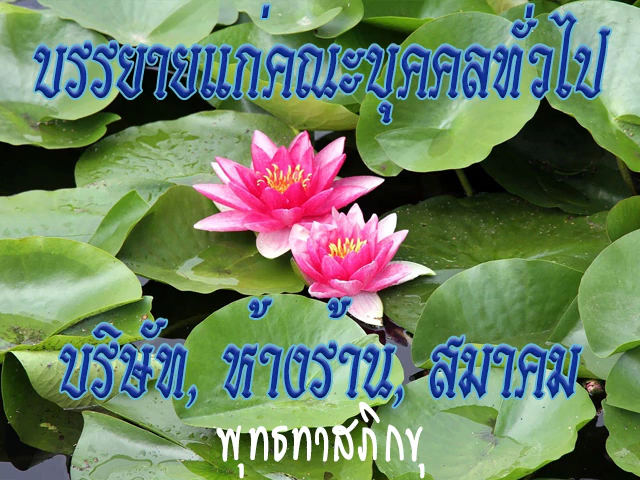 บรรยายแก่คณะบุคคลทั่วไป
บริษัท, ห้างร้าน, สมาคม
พุทธทาสภิกขุ